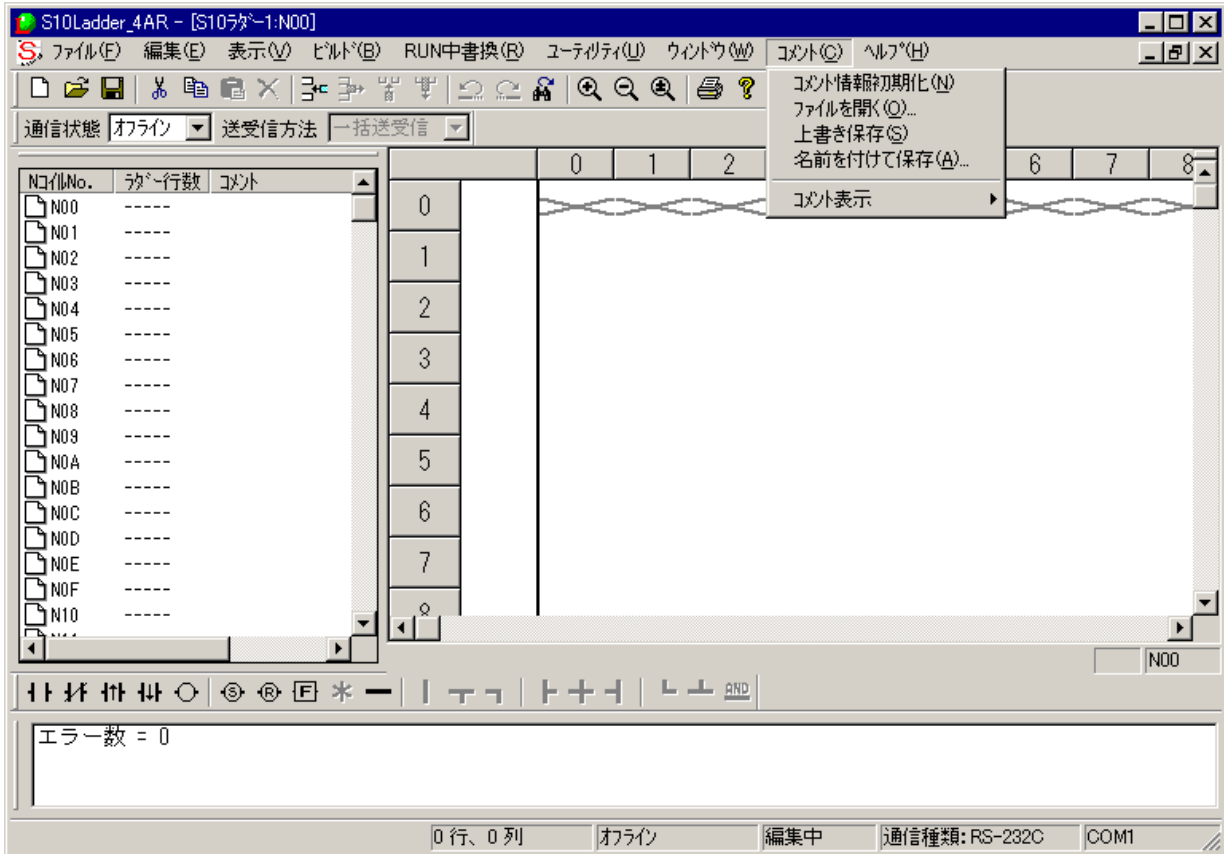 S10Ladder_4AR - [S10ﾗﾀﾞｰ1:N00]
ﾌｧｲﾙ(F) 編集(E) 表示(V) ﾋﾞﾙﾄﾞ(B) RUN中書換(R) ﾕｰﾃｨﾘﾃｨ(U) ｳｨﾝﾄﾞｳ(W) ｺﾒﾝﾄ(C) ﾍﾙﾌﾟ(H)
ｺﾒﾝﾄ情報初期化(N)
ﾌｧｲﾙを開く(O)...
上書き保存(S)
名前を付けて保存(A)...
ｺﾒﾝﾄ表示
通信状態 ｵﾌﾗｲﾝ 送受信方法 一括送受信
0 1 2 6 7 8
NｺｲﾙNo. ﾗﾀﾞｰ行数 ｺﾒﾝﾄ
N00 -----
N01 -----
N02 -----
N03 -----
N04 -----
N05 -----
N06 -----
N07 -----
N08 -----
N09 -----
N0A -----
N0B -----
N0C -----
N0D -----
N0E -----
N0F -----
N10 -----
0
1
2
3
4
5
6
7
8
N00
S R F AND
エラー数 = 0
0 行、0 列 ｵﾌﾗｲﾝ 編集中 通信種類:RS-232C COM1